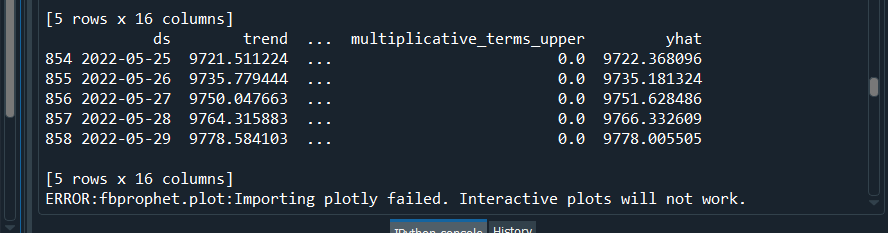 [5 rows x 16 columns]
ds trend ... multiplicative_terms_upper yhat
854 2022-05-25 9721.511224 ... 0.0 9722.368096
855 2022-05-26 9735.779444 ... 0.0 9735.181324
856 2022-05-27 9750.047663 ... 0.0 9751.628486
857 2022-05-28 9764.315883 ... 0.0 9766.332609
858 2022-05-29 9778.584103 ... 0.0 9778.005505
[5 rows x 16 columns]
ERROR:fbprophet.plot:Importing plotly failed. Interactive plots will not work.
IPython console History